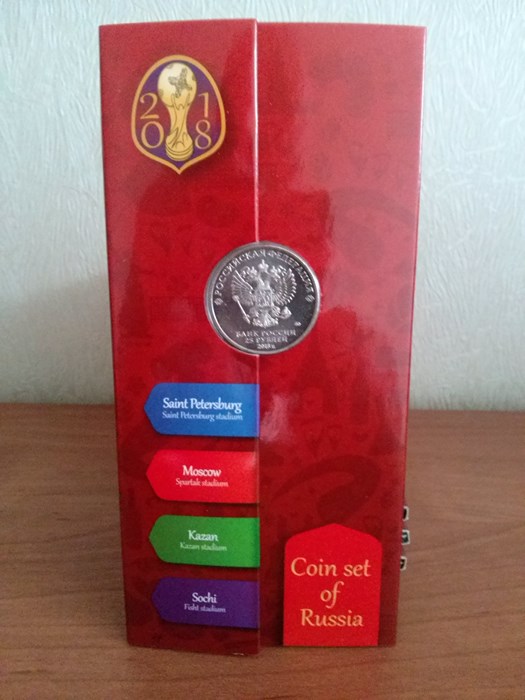 2018
РОССИЙСКАЯ ФЕДЕРАЦИЯ
БАНК РОССИИ
25 РУБЛЕЙ
Saint Petersburg
Saint Petersburg stadium
Moscow
Spartak stadium
Kazan
Kazan stadium
Sochi
Fisht stadium
Coin set
of
Russia